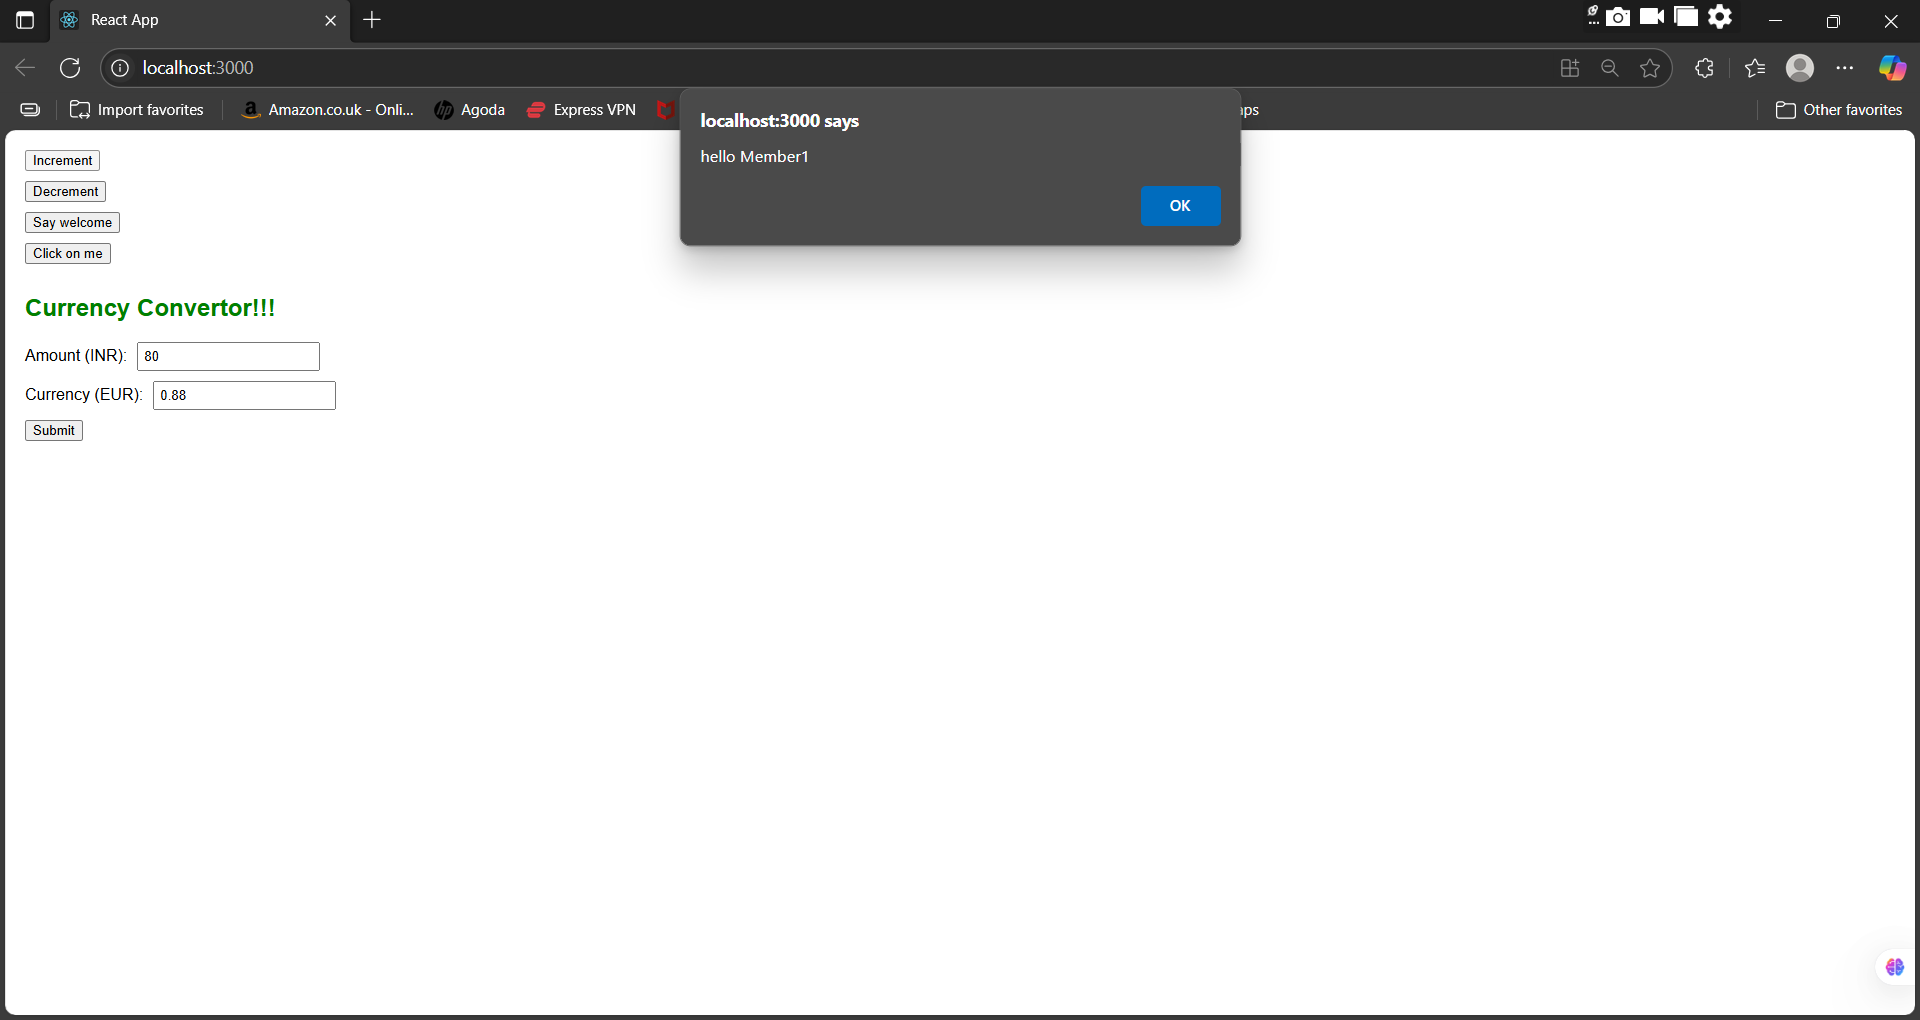 React App
localhost:3000
Import favorites
Amazon.co.uk - Onli...
Agoda
Express VPN
aps
Other favorites
localhost:3000 says
hello Member1
OK
Increment
Decrement
Say welcome
Click on me
Currency Convertor!!!
Amount (INR): 80
Currency (EUR): 0.88
Submit